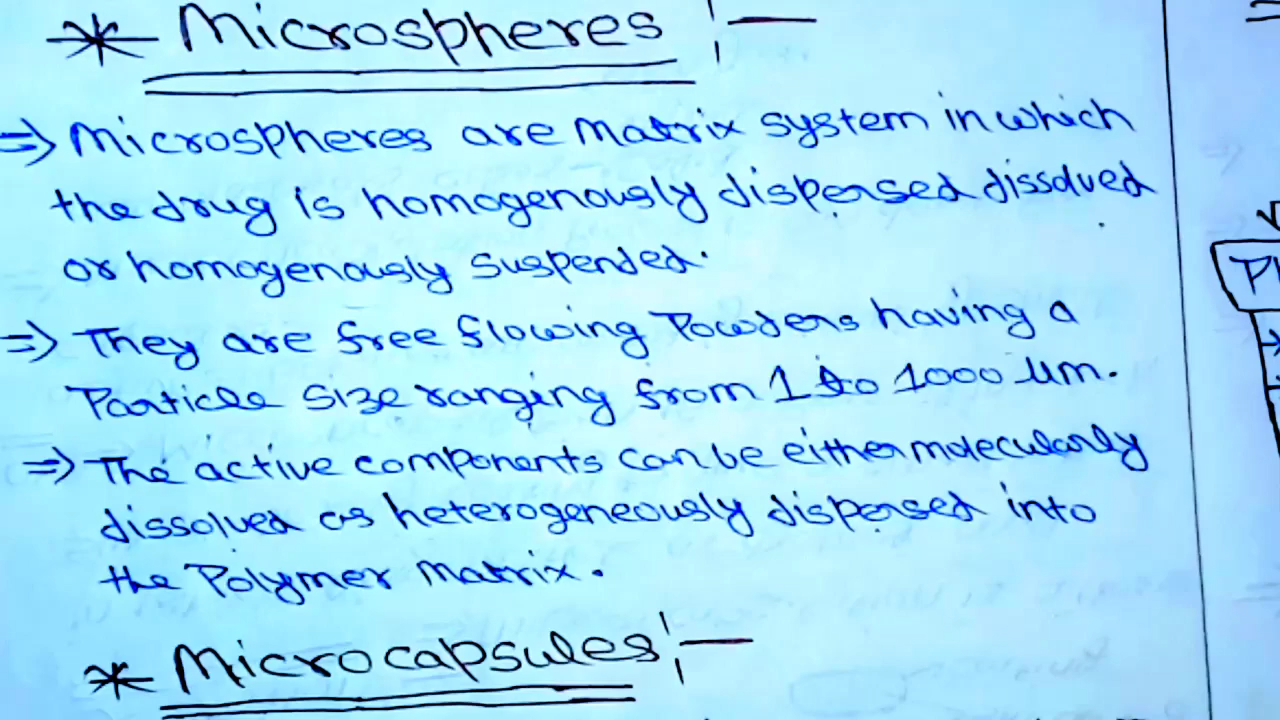 * Microspheres :-
=> Microspheres are matrix system in which
the drug is homogenously dispersed dissolved
or homogenously suspended.
=> They are free flowing Powders having a
Particle size ranging from 1 to 1000 μm.
=> The active components can be either molecularly
dissolved or heterogeneously dispersed into
the Polymer matrix.
* Microcapsules :-